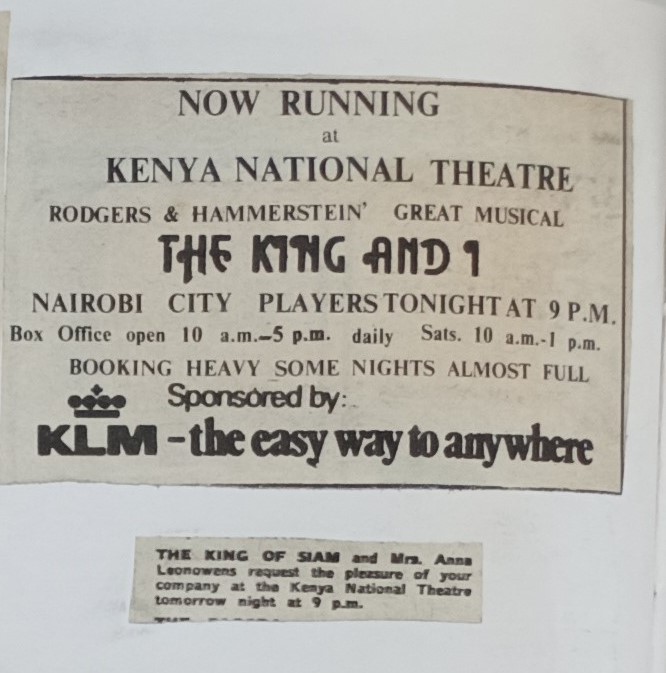 NOW RUNNING
at
KENYA NATIONAL THEATRE
RODGERS & HAMMERSTEIN' GREAT MUSICAL
THE KING AND I
NAIROBI CITY PLAYERS TONIGHT AT 9 P.M.
Box Office open 10 a.m.–5 p.m. daily Sats. 10 a.m.-1 p.m.
BOOKING HEAVY SOME NIGHTS ALMOST FULL
Sponsored by:
KLM – the easy way to anywhere
THE KING OF SIAM and Mrs. Anna
Leonowens request the pleasure of your
company at the Kenya National Theatre
tomorrow night at 9 p.m.